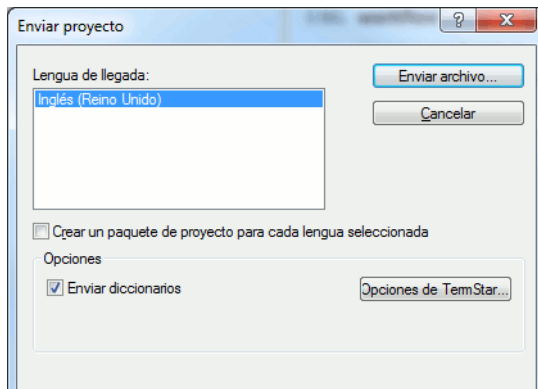 Enviar proyecto
Lengua de llegada:
Inglés (Reino Unido)
Enviar archivo...
Cancelar
Crear un paquete de proyecto para cada lengua seleccionada
Opciones
Enviar diccionarios
Opciones de TermStar...